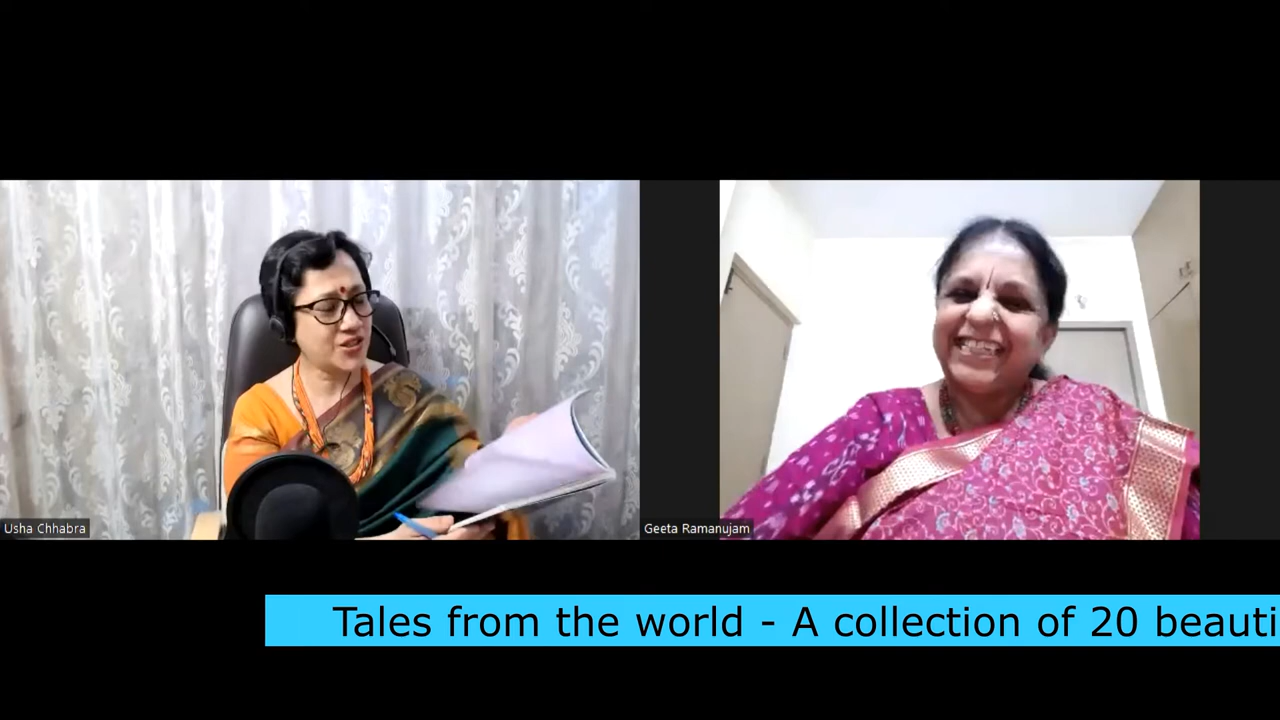 Usha Chhabra
Geeta Ramanujam
Tales from the world - A collection of 20 beauti